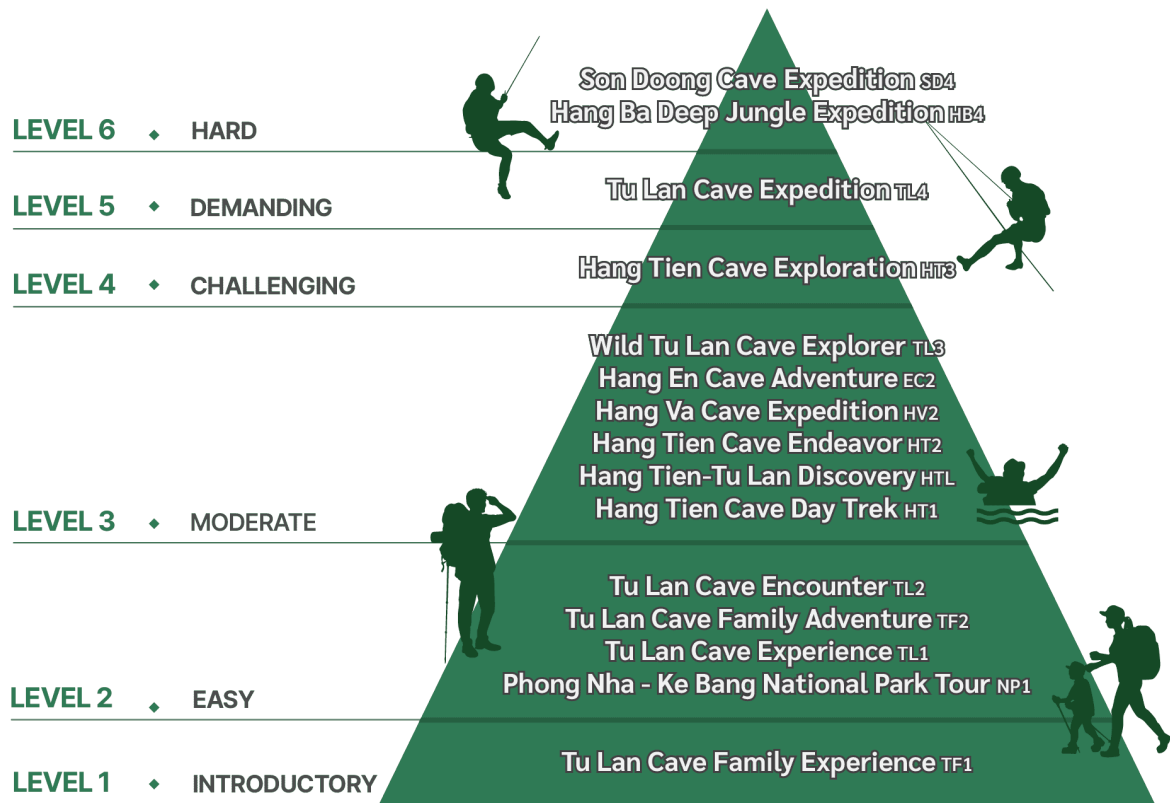 Son Doong Cave Expedition SD4
Hang Ba Deep Jungle Expedition HB4
LEVEL 6 ◆ HARD
Tu Lan Cave Expedition TL4
LEVEL 5 ◆ DEMANDING
Hang Tien Cave Exploration HT3
LEVEL 4 ◆ CHALLENGING
Wild Tu Lan Cave Explorer TL3
Hang En Cave Adventure EC2
Hang Va Cave Expedition HV2
Hang Tien Cave Endeavor HT2
Hang Tien-Tu Lan Discovery HTL
Hang Tien Cave Day Trek HT1
LEVEL 3 ◆ MODERATE
Tu Lan Cave Encounter TL2
Tu Lan Cave Family Adventure TF2
Tu Lan Cave Experience TL1
Phong Nha - Ke Bang National Park Tour NP1
LEVEL 2 ◆ EASY
Tu Lan Cave Family Experience TF1
LEVEL 1 ◆ INTRODUCTORY